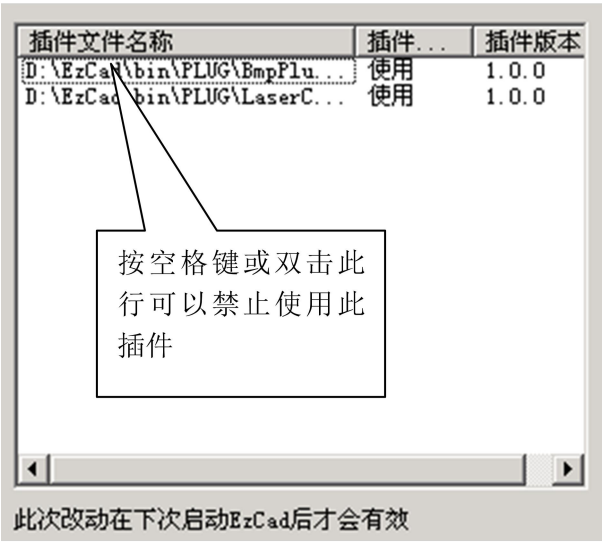 插件文件名称 插件... 插件版本
D:\EzCad\bin\PLUG\BmpPlu... 使用 1.0.0
D:\EzCad\bin\PLUG\LaserC... 使用 1.0.0
按空格键或双击此
行可以禁止使用此
插件
此次改动在下次启动EzCad后才会有效